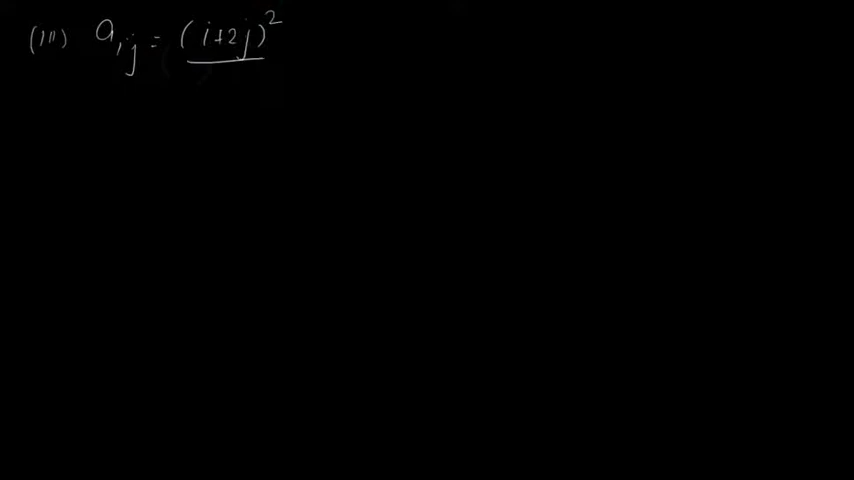 (III) a_ij = (i+2j)^2